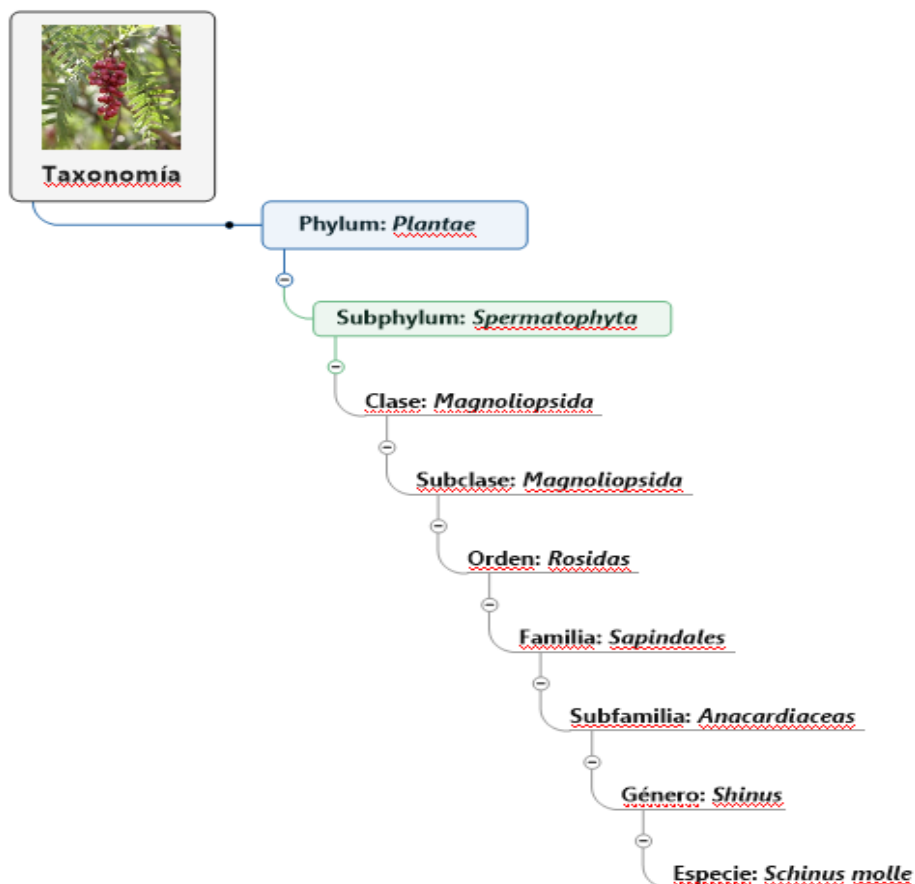 Taxonomía
Phylum: Plantae
Subphylum: Spermatophyta
Clase: Magnoliopsida
Subclase: Magnoliopsida
Orden: Rosidas
Familia: Sapindales
Subfamilia: Anacardiaceas
Género: Shinus
Especie: Schinus molle